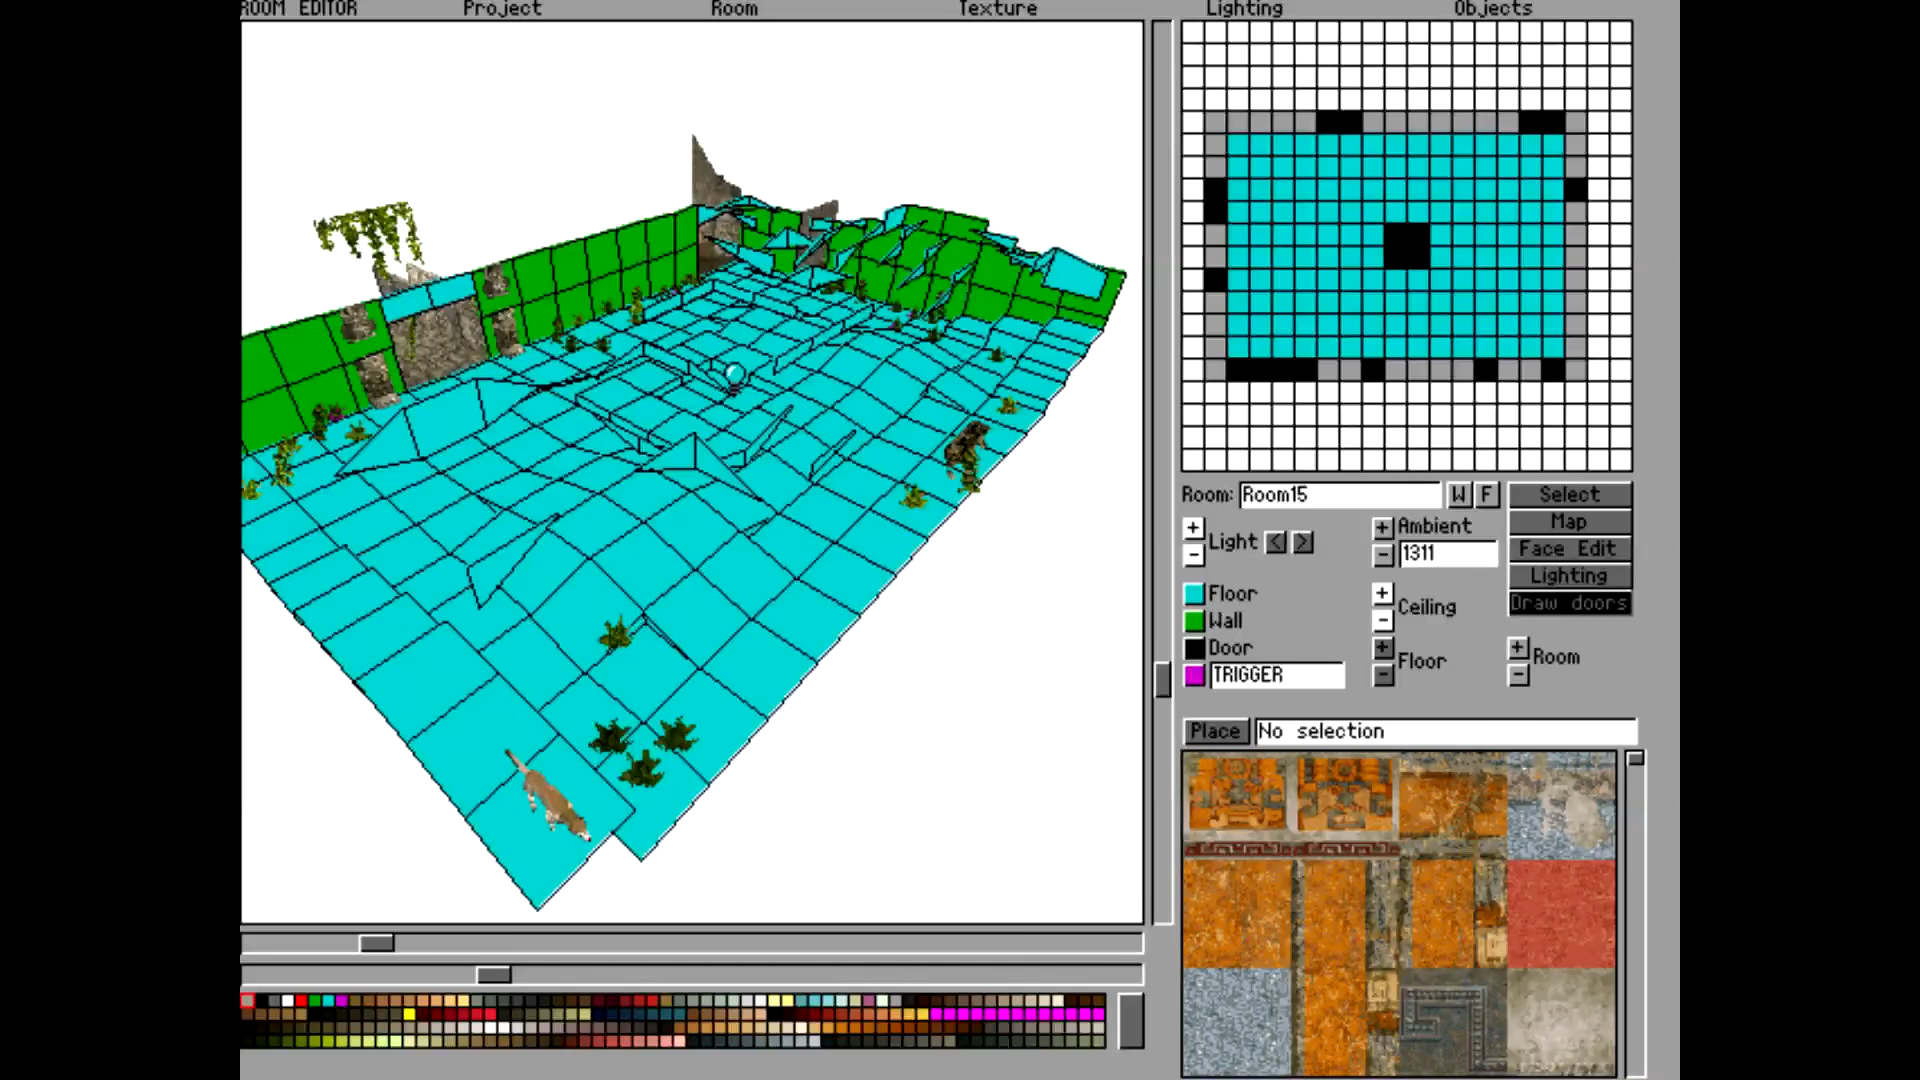 ROOM EDITOR Project Room Texture Lighting Objects
Room: Room15 W F Select
Map
+ Light < > + Ambient
- - 1311
Face Edit
Lighting
Draw doors
Floor + Ceiling
Wall -
Door + Floor + Room
TRIGGER - -
Place No selection